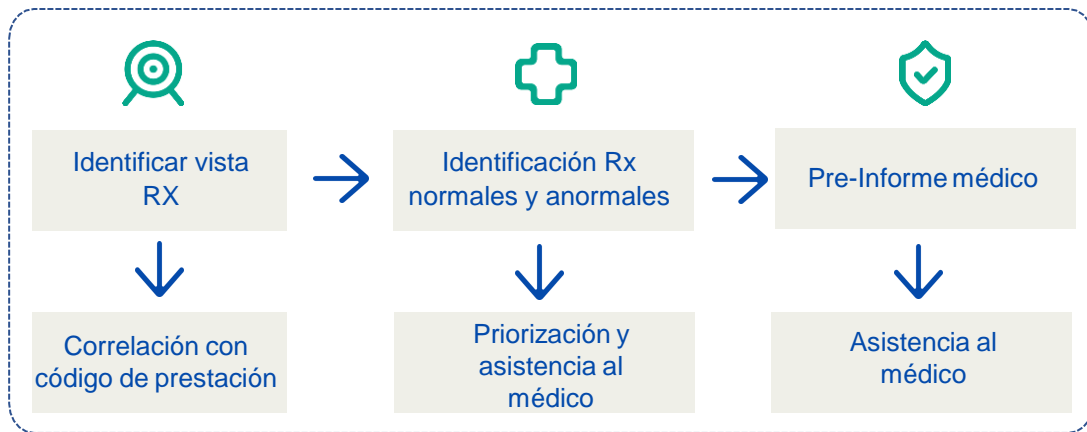 Identificar vista
RX
Identificación Rx
normales y anormales
Pre-Informe médico
Correlación con
código de prestación
Priorización y
asistencia al
médico
Asistencia al
médico